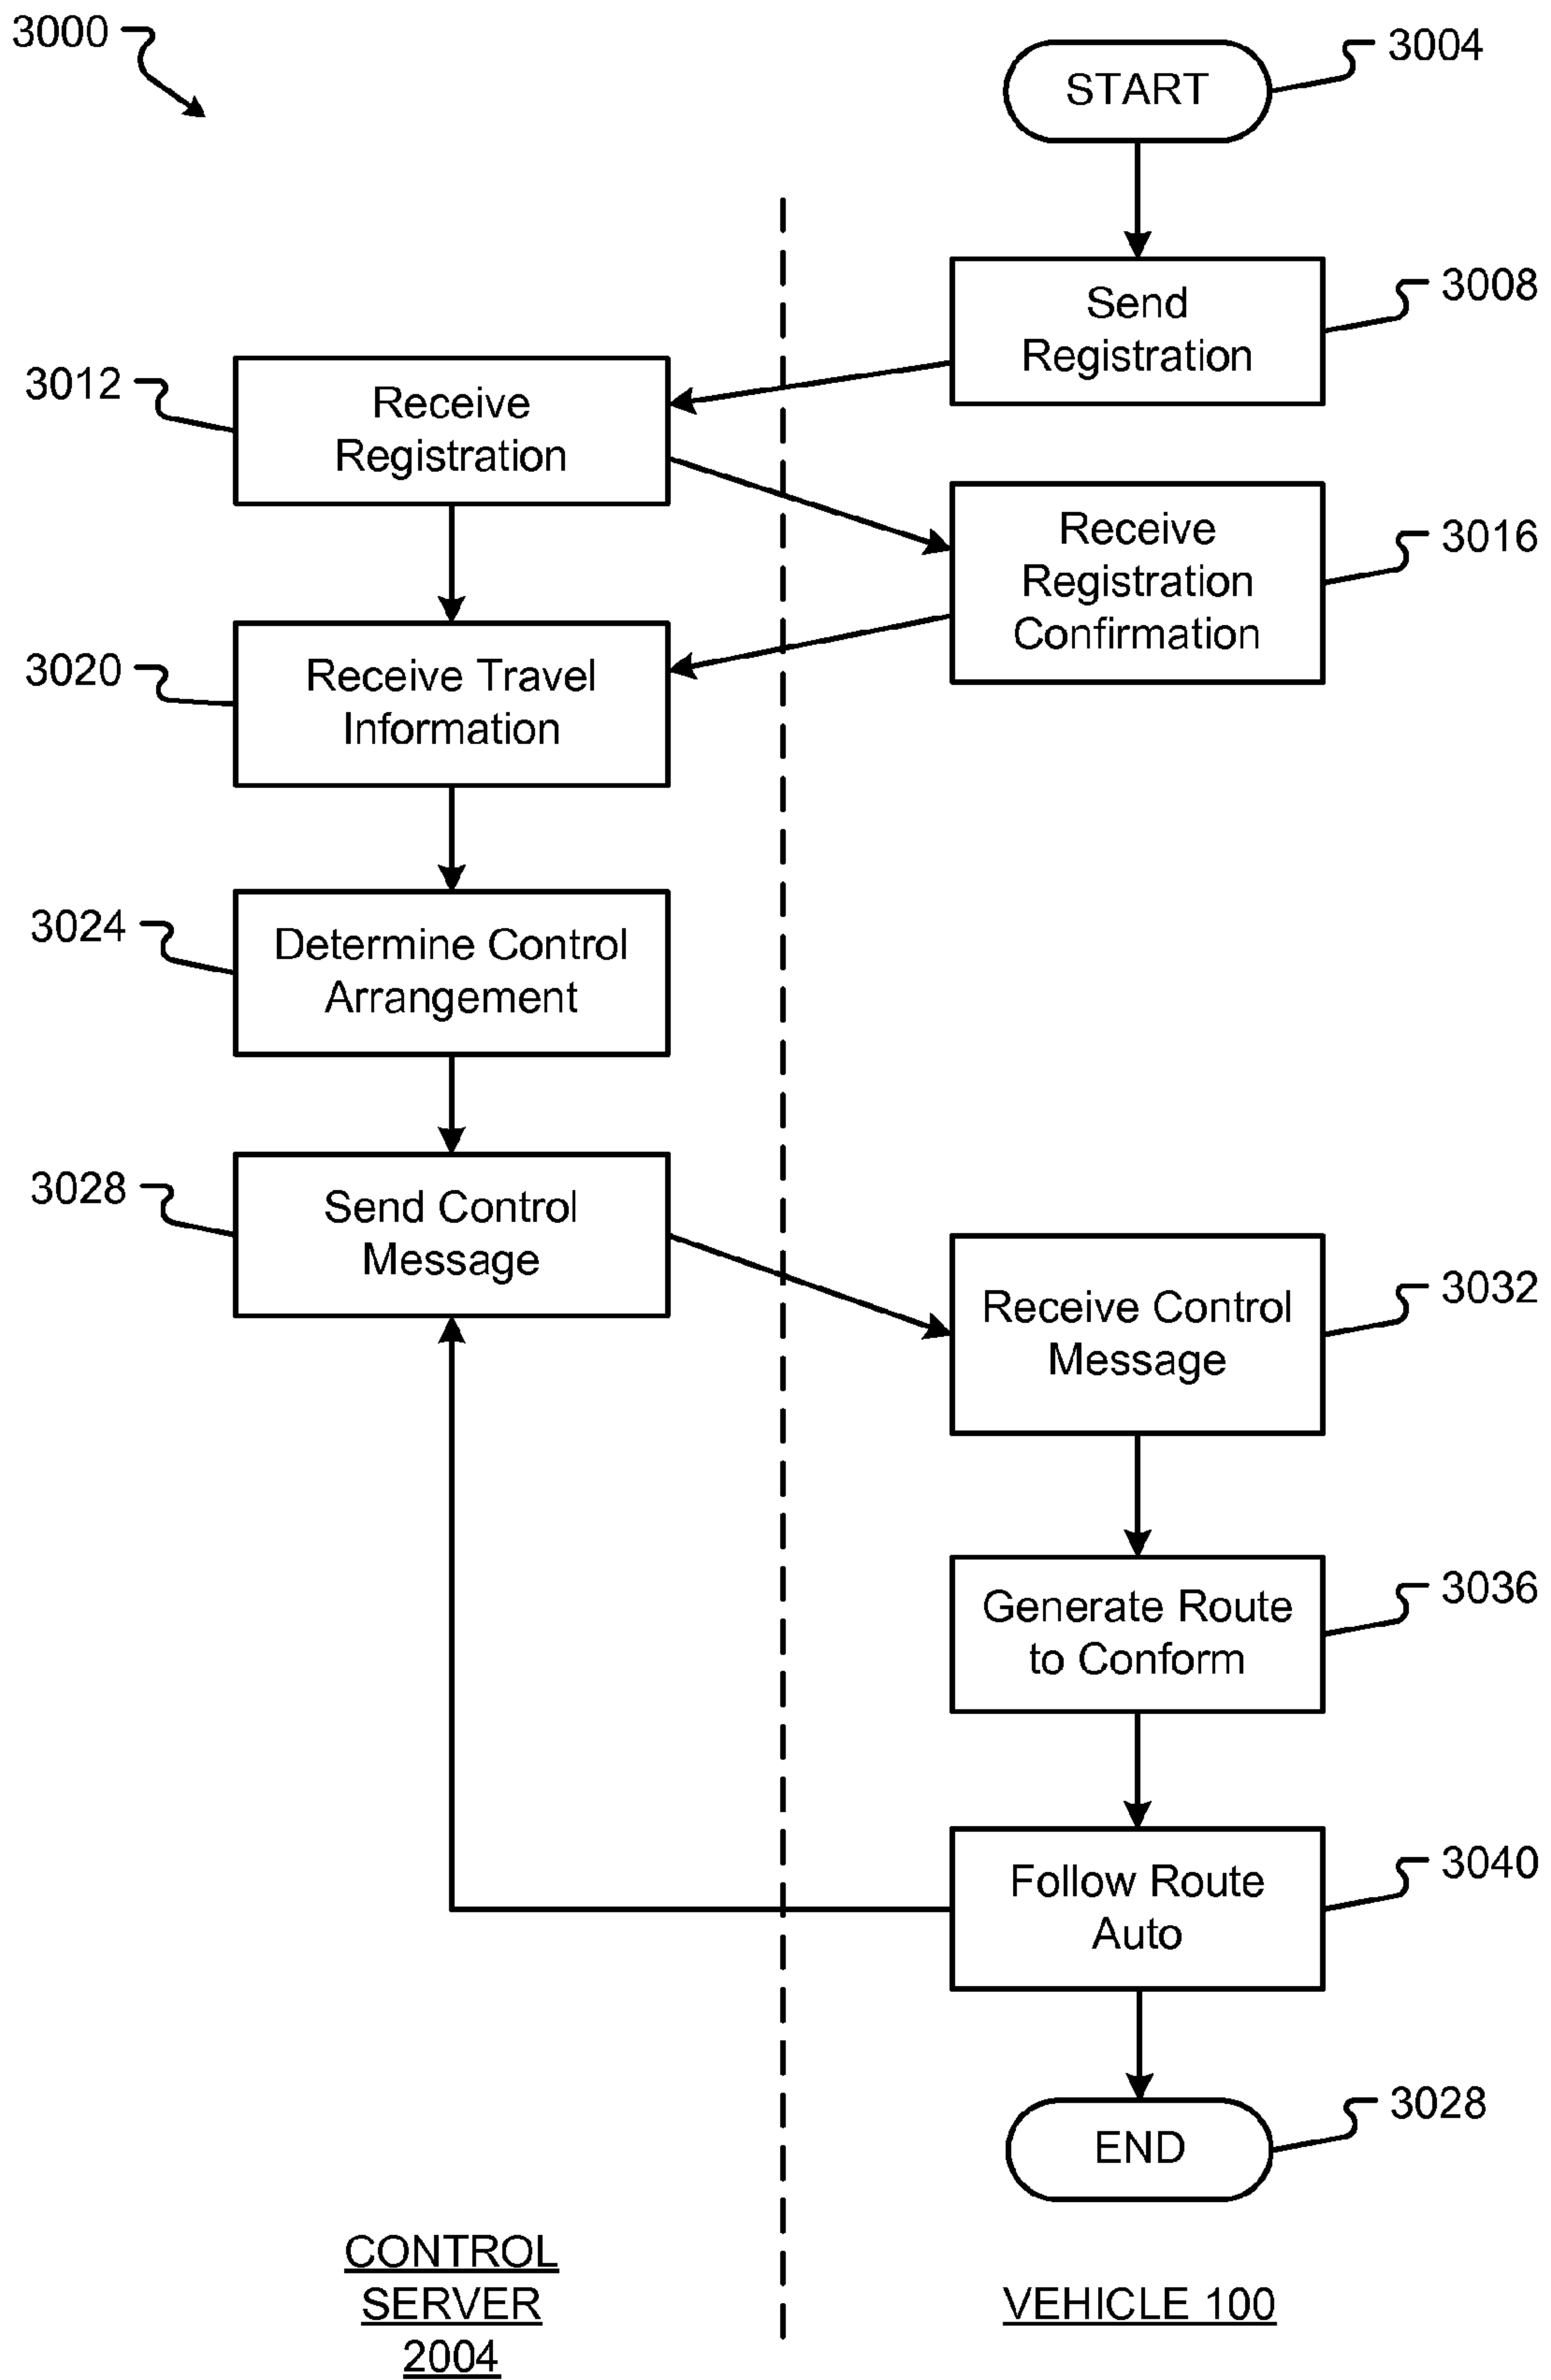 3000
START
3004
Send
Registration
3008
3012
Receive
Registration
Receive
Registration
Confirmation
3016
3020
Receive Travel
Information
3024
Determine Control
Arrangement
3028
Send Control
Message
Receive Control
Message
3032
Generate Route
to Conform
3036
Follow Route
Auto
3040
END
3028
CONTROL
SERVER
2004
VEHICLE 100